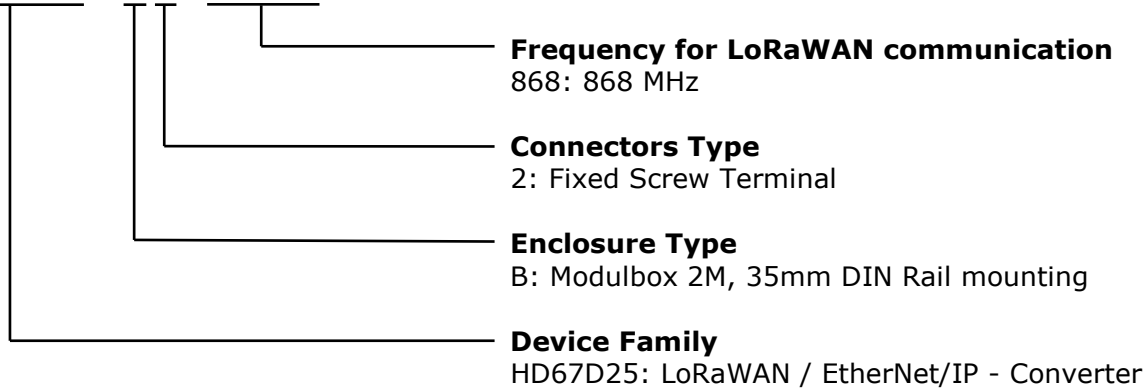 Frequency for LoRaWAN communication
868: 868 MHz
Connectors Type
2: Fixed Screw Terminal
Enclosure Type
B: Modulbox 2M, 35mm DIN Rail mounting
Device Family
HD67D25: LoRaWAN / EtherNet/IP - Converter